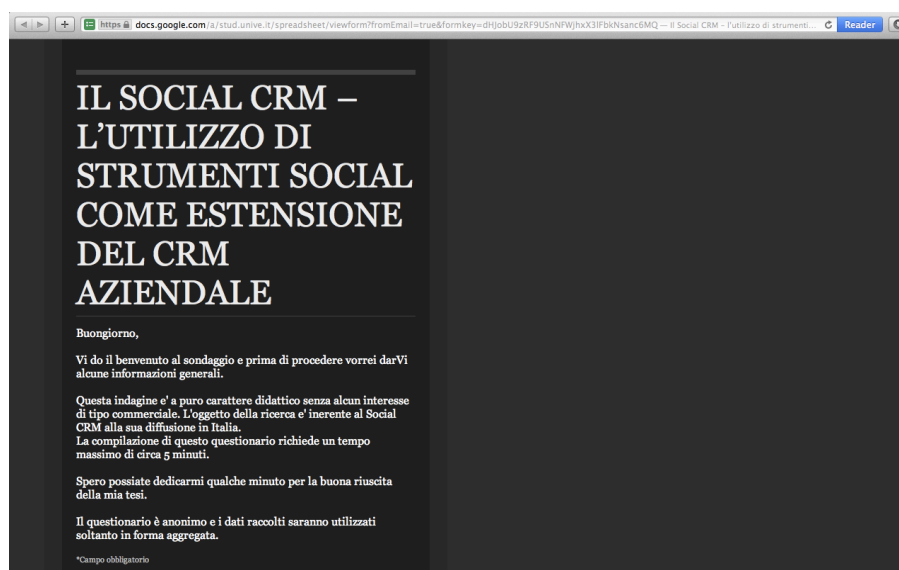 https docs.google.com/a/stud.unive.it/spreadsheet/viewform?fromEmail=true&formkey= — Il Social CRM – l'utilizzo di strumenti... Reader
IL SOCIAL CRM –
L’UTILIZZO DI
STRUMENTI SOCIAL
COME ESTENSIONE
DEL CRM
AZIENDALE
Buongiorno,
Vi do il benvenuto al sondaggio e prima di procedere vorrei darVi
alcune informazioni generali.
Questa indagine e' a puro carattere didattico senza alcun interesse
di tipo commerciale. L'oggetto della ricerca e' inerente al Social
CRM alla sua diffusione in Italia.
La compilazione di questo questionario richiede un tempo
massimo di circa 5 minuti.
Spero possiate dedicarmi qualche minuto per la buona riuscita
della mia tesi.
Il questionario è anonimo e i dati raccolti saranno utilizzati
soltanto in forma aggregata.
*Campo obbligatorio